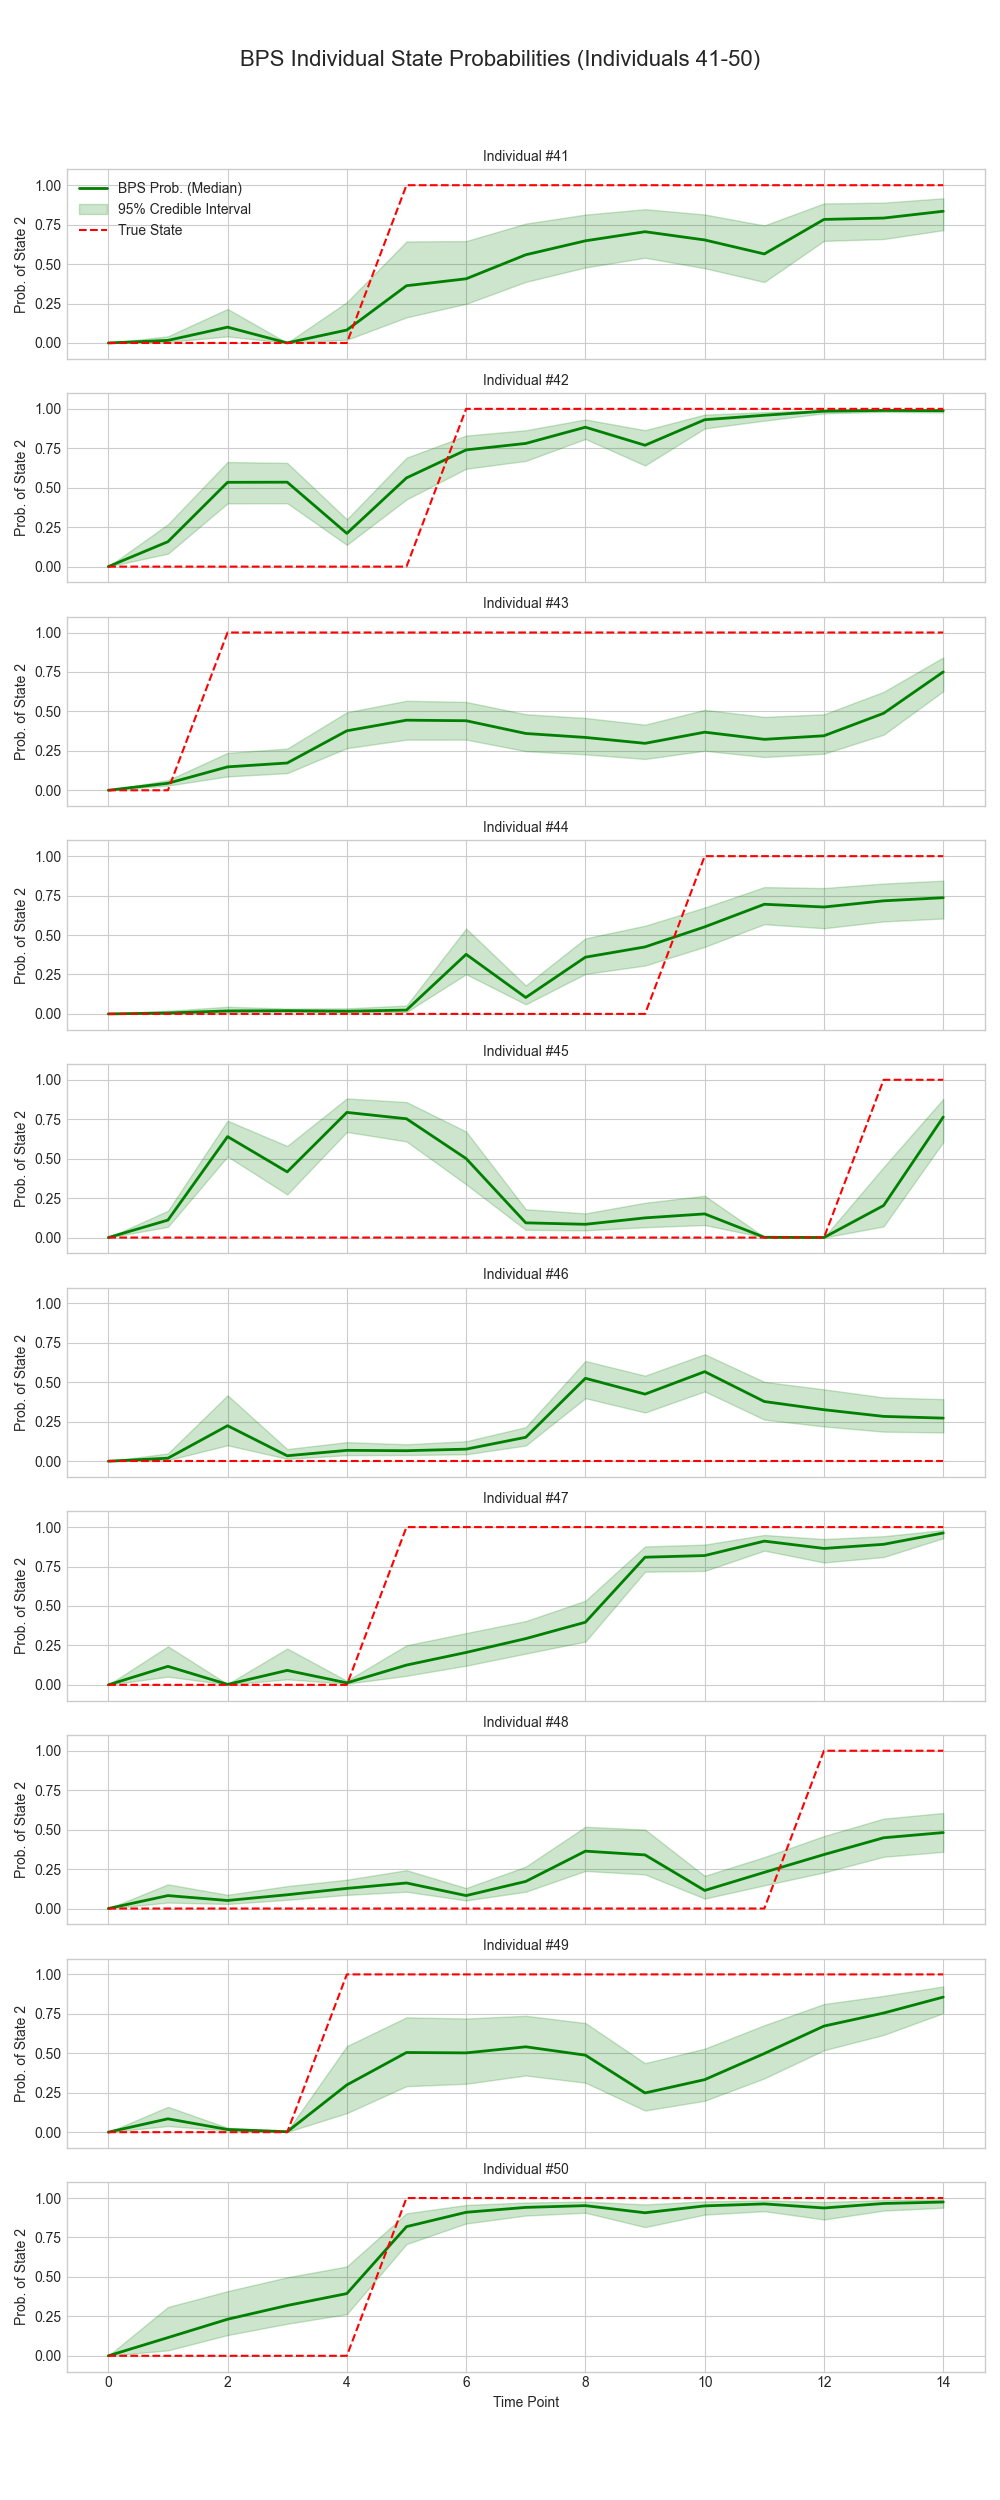 BPS Individual State Probabilities (Individuals 41-50)
Individual #41
1.00
0.75
0.50
0.25
0.00
Prob. of State 2
BPS Prob. (Median)
95% Credible Interval
True State
Individual #42
1.00
0.75
0.50
0.25
0.00
Prob. of State 2
Individual #43
1.00
0.75
0.50
0.25
0.00
Prob. of State 2
Individual #44
1.00
0.75
0.50
0.25
0.00
Prob. of State 2
Individual #45
1.00
0.75
0.50
0.25
0.00
Prob. of State 2
Individual #46
1.00
0.75
0.50
0.25
0.00
Prob. of State 2
Individual #47
1.00
0.75
0.50
0.25
0.00
Prob. of State 2
Individual #48
1.00
0.75
0.50
0.25
0.00
Prob. of State 2
Individual #49
1.00
0.75
0.50
0.25
0.00
Prob. of State 2
Individual #50
1.00
0.75
0.50
0.25
0.00
Prob. of State 2
0 2 4 6 8 10 12 14
Time Point